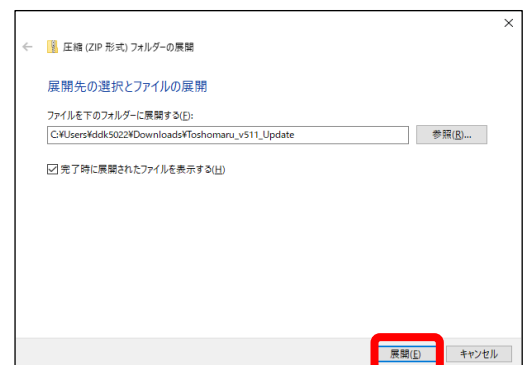 圧縮 (ZIP 形式) フォルダーの展開
展開先の選択とファイルの展開
ファイルを下のフォルダーに展開する(F):
C:¥Users¥ddk5022¥Downloads¥Toshomaru_v511_Update
参照(R)...
完了時に展開されたファイルを表示する(H)
展開(E) キャンセル